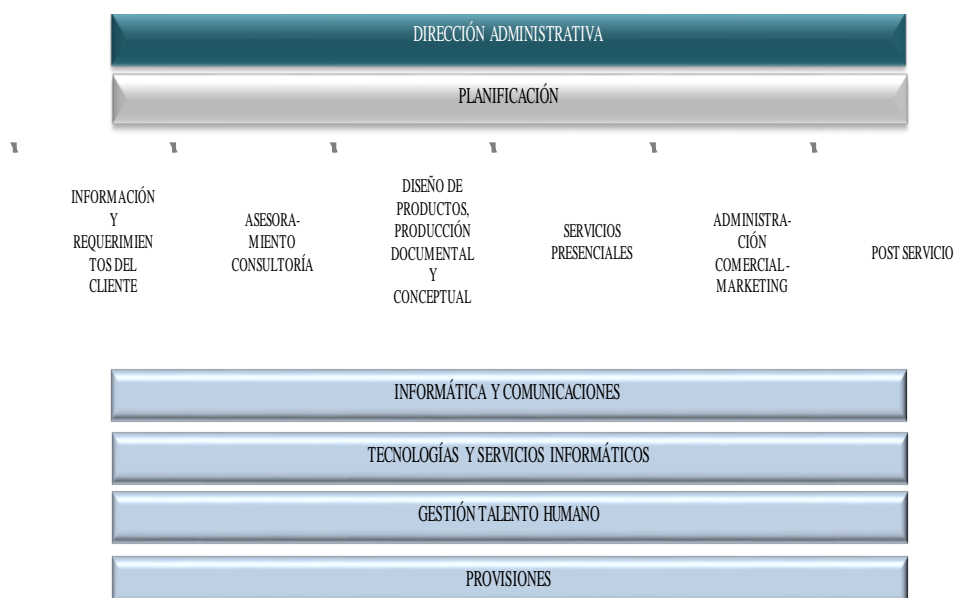 DIRECCIÓN ADMINISTRATIVA
PLANIFICACIÓN
INFORMACIÓN
Y
REQUERIMIEN
TOS DEL
CLIENTE
ASESORA-
MIENTO
CONSULTORÍA
DISEÑO DE
PRODUCTOS,
PRODUCCIÓN
DOCUMENTAL
Y
CONCEPTUAL
SERVICIOS
PRESENCIALES
ADMINISTRA-
CIÓN
COMERCIAL-
MARKETING
POST SERVICIO
INFORMÁTICA Y COMUNICACIONES
TECNOLOGÍAS Y SERVICIOS INFORMÁTICOS
GESTIÓN TALENTO HUMANO
PROVISIONES